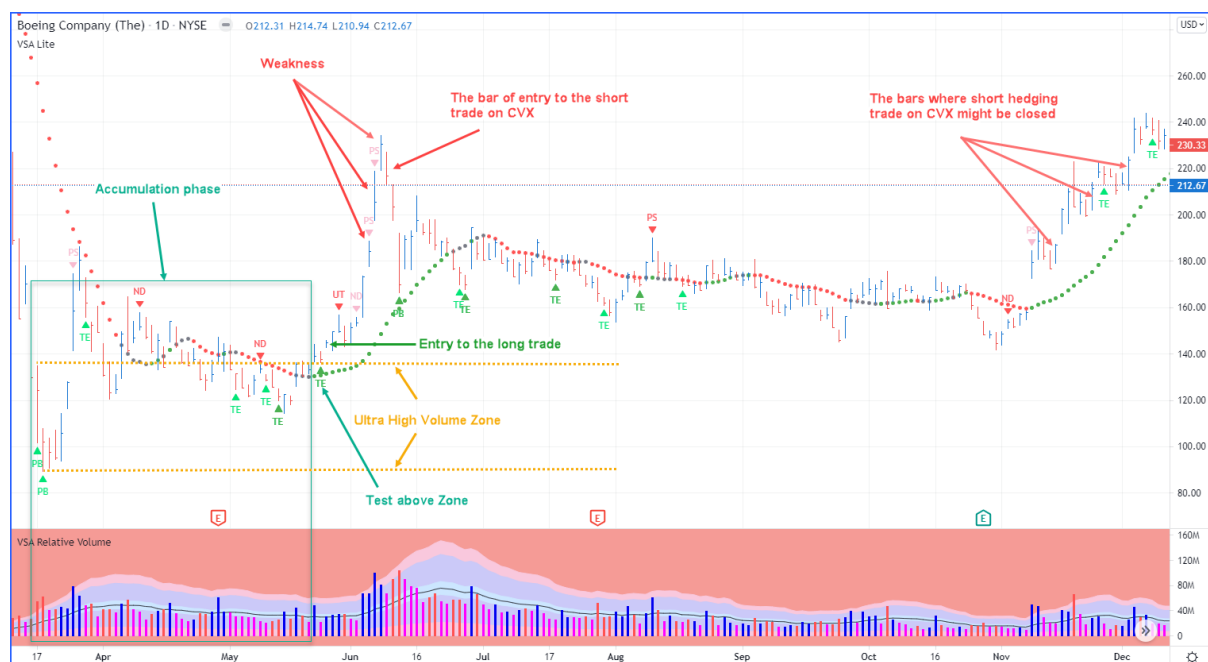 Boeing Company (The) · 1D · NYSE O212.31 H214.74 L210.94 C212.67
USD
VSA Lite
Weakness
The bar of entry to the short
trade on CVX
The bars where short hedging
trade on CVX might be closed
Accumulation phase
260.00
240.00
230.33
220.00
212.67
200.00
180.00
160.00
140.00
120.00
100.00
80.00
PS
PS
PS
PS
PS
ND
UT
ND
ND
ND
TE
TE
TE
TE
TE
PB
TE
TE
TE
TE
TE
TE
TE
TE
PB
PB
Entry to the long trade
Ultra High Volume Zone
Test above Zone
E
E
E
VSA Relative Volume
160M
120M
80M
40M
0
17 Apr May Jun Jul 17 Aug Sep Oct 16 Nov Dec